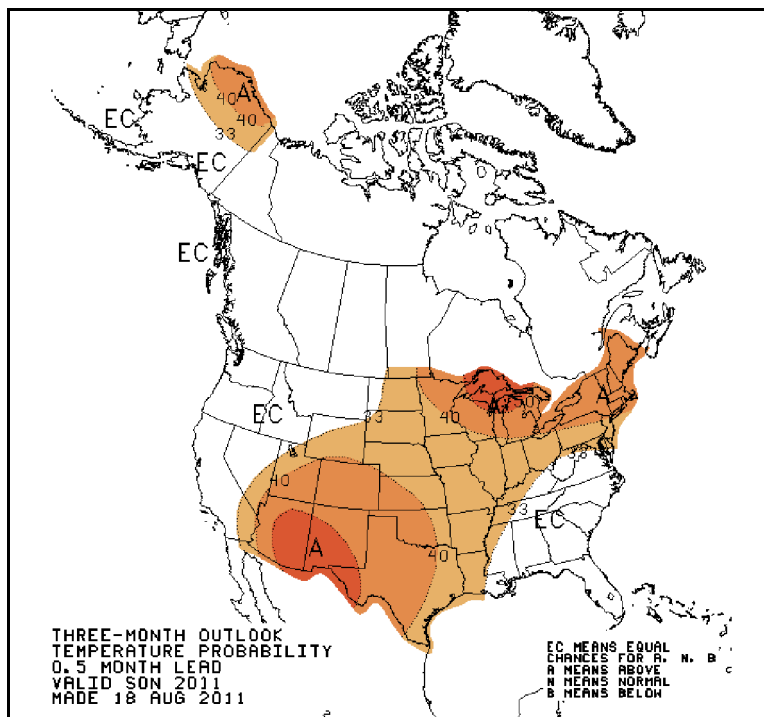 A
40
40
33
EC
EC
EC
33
40
A
50
A
EC
40
33
33
EC
A
40
THREE-MONTH OUTLOOK
TEMPERATURE PROBABILITY
0.5 MONTH LEAD
VALID SON 2011
MADE 18 AUG 2011
EC MEANS EQUAL
CHANCES FOR A, N, B
A MEANS ABOVE
N MEANS NORMAL
B MEANS BELOW